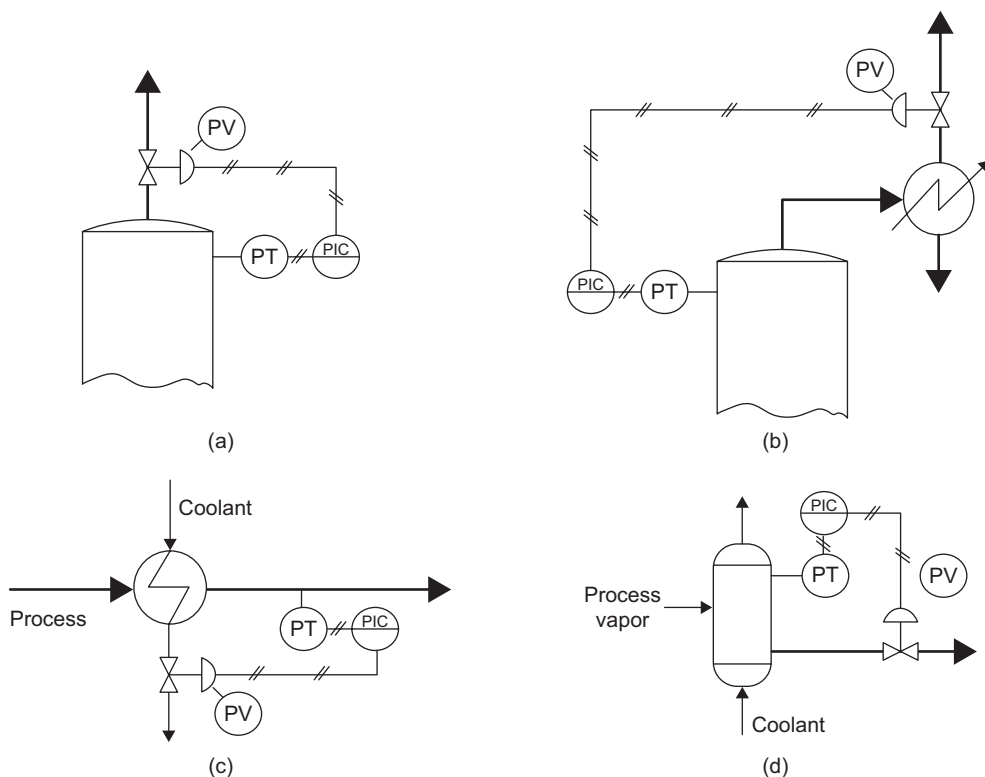 PV
PT
PIC
(a)
PV
PIC
PT
(b)
Coolant
Process
PT
PIC
PV
(c)
PIC
PT
PV
Process
vapor
Coolant
(d)